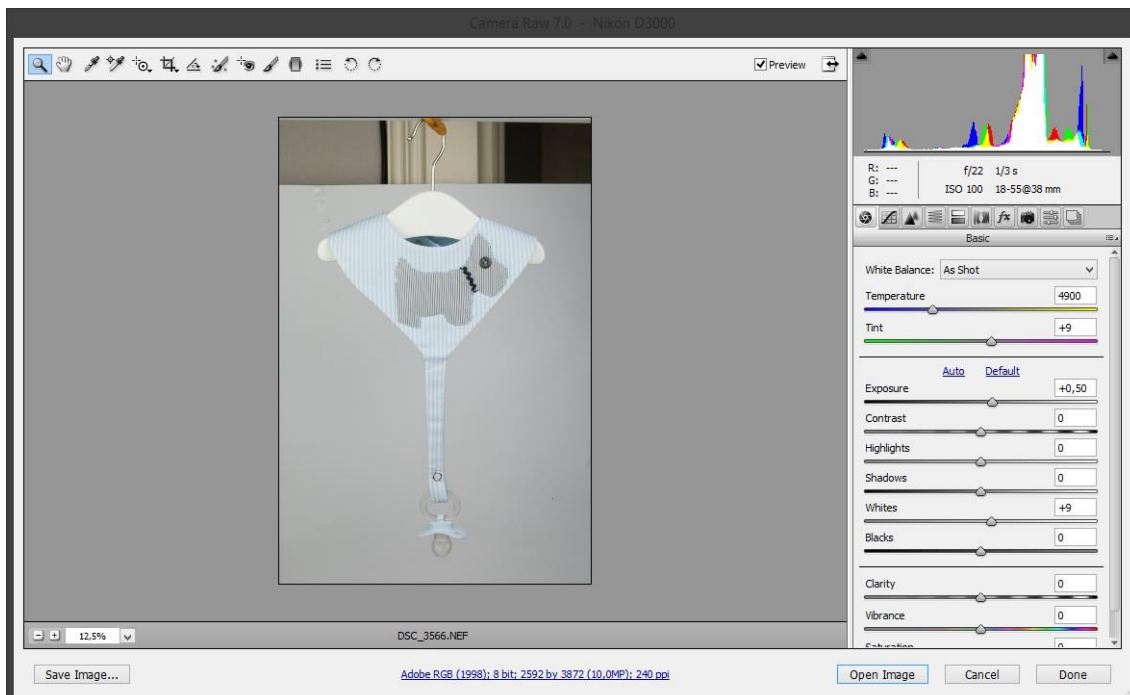 Camera Raw 7.0 - Nikon D3000
Preview
R: ---
G: ---
B: ---
f/22 1/3 s
ISO 100 18-55@38 mm
fx
Basic
White Balance: As Shot
Temperature 4900
Tint +9
Auto Default
Exposure +0,50
Contrast 0
Highlights 0
Shadows 0
Whites +9
Blacks 0
Clarity 0
Vibrance 0
Saturation 0
12,5%
DSC_3566.NEF
Save Image...
Adobe RGB (1998); 8 bit; 2592 by 3872 (10,0MP); 240 ppi
Open Image
Cancel
Done